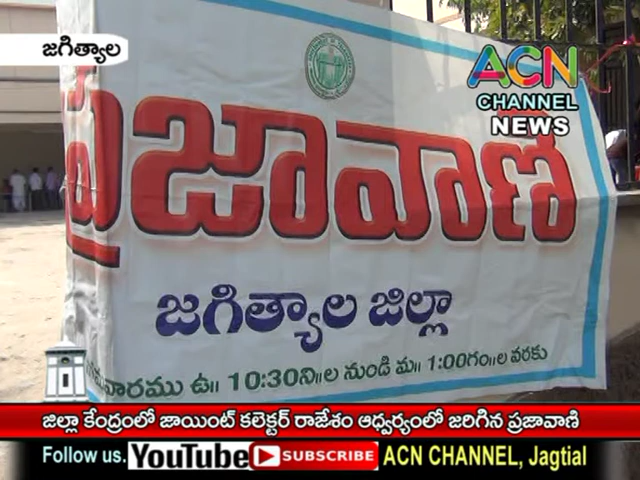 జగిత్యాల
ACN
CHANNEL
NEWS
ప్రజావాణి
జగిత్యాల జిల్లా
ఉ॥ 10:30ని॥ల నుండి మ॥ 1:00గం॥ల వరకు
జిల్లా కేంద్రంలో జాయింట్ కలెక్టర్ రాజేశం ఆధ్వర్యంలో జరిగిన ప్రజావాణి
Follow us. YouTube SUBSCRIBE ACN CHANNEL, Jagtial